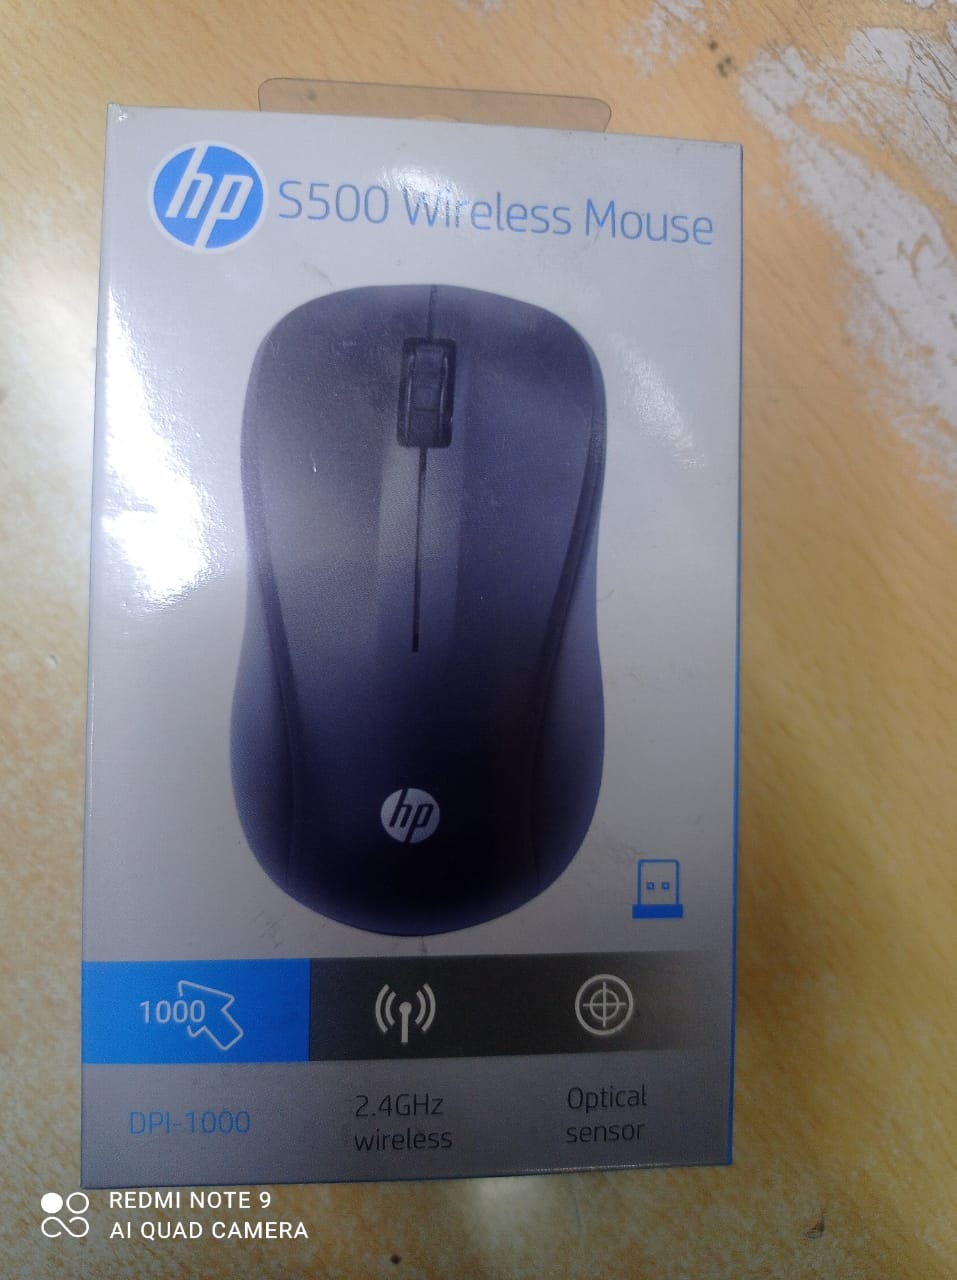 hp S500 Wireless Mouse
hp
1000
DPI-1000
2.4GHz
wireless
Optical
sensor
REDMI NOTE 9
AI QUAD CAMERA